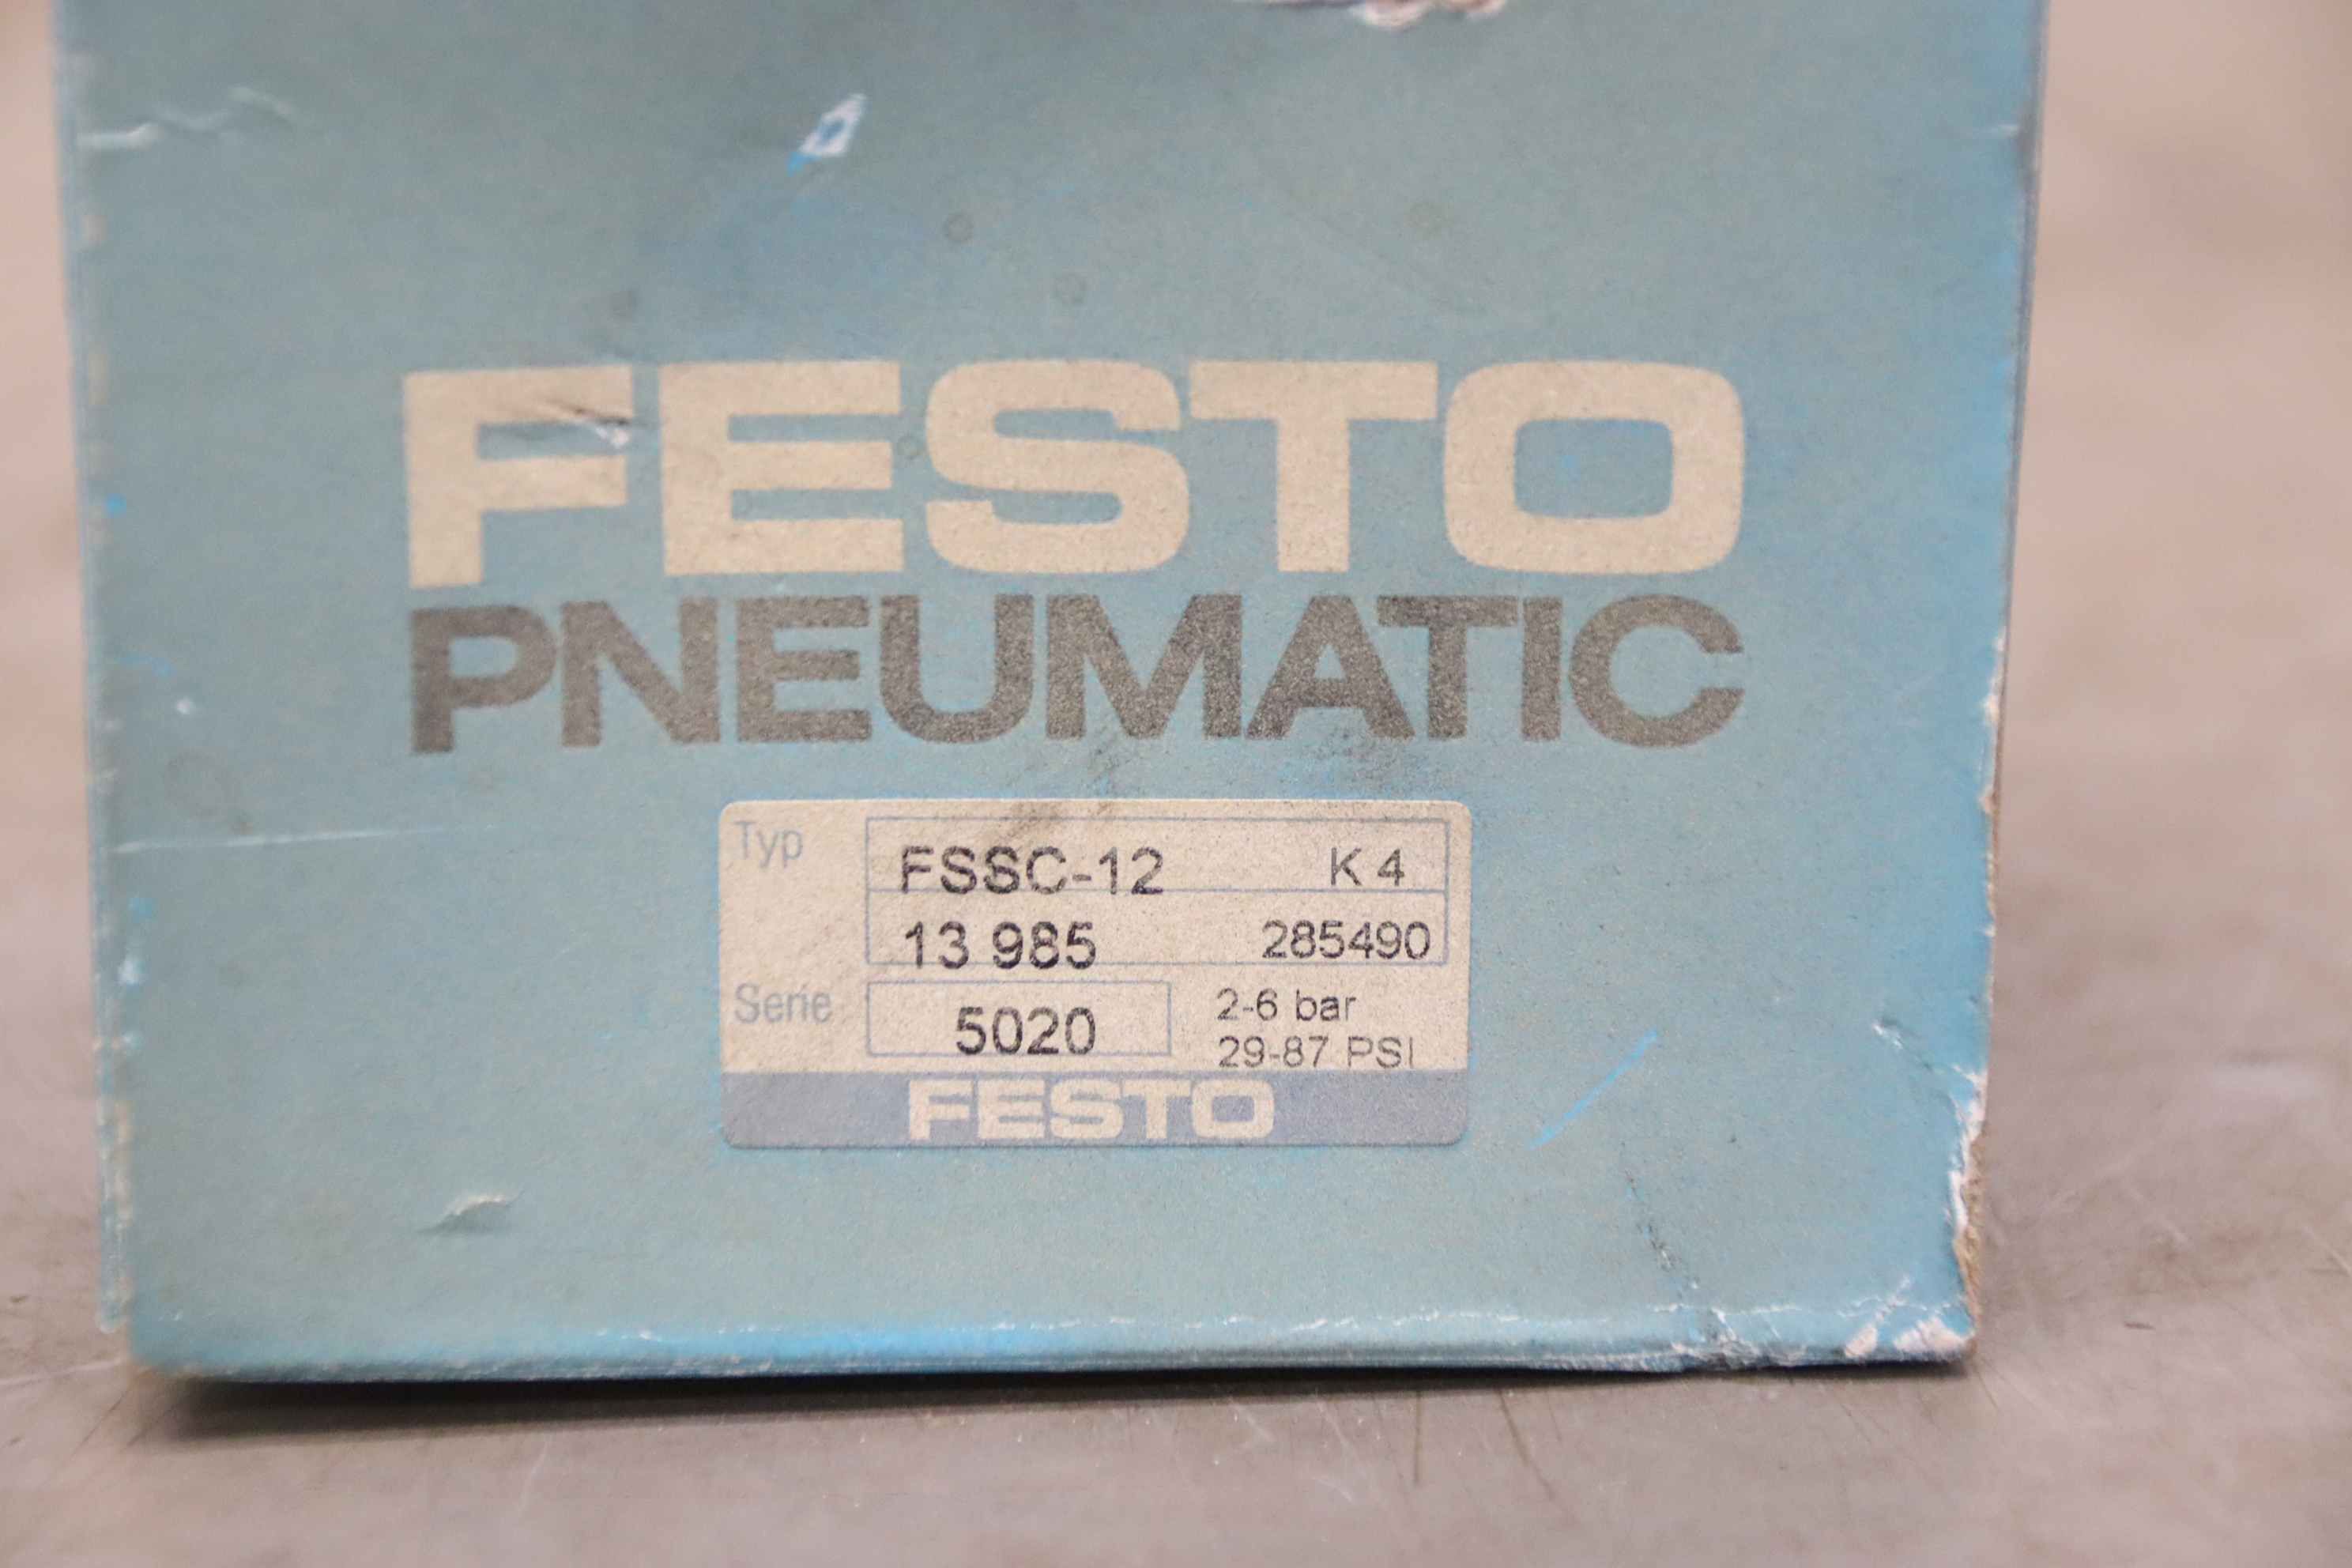 FESTO
PNEUMATIC
Typ FSSC-12 K 4
13 985 285490
Serie 5020 2-6 bar
29-87 PSI
FESTO